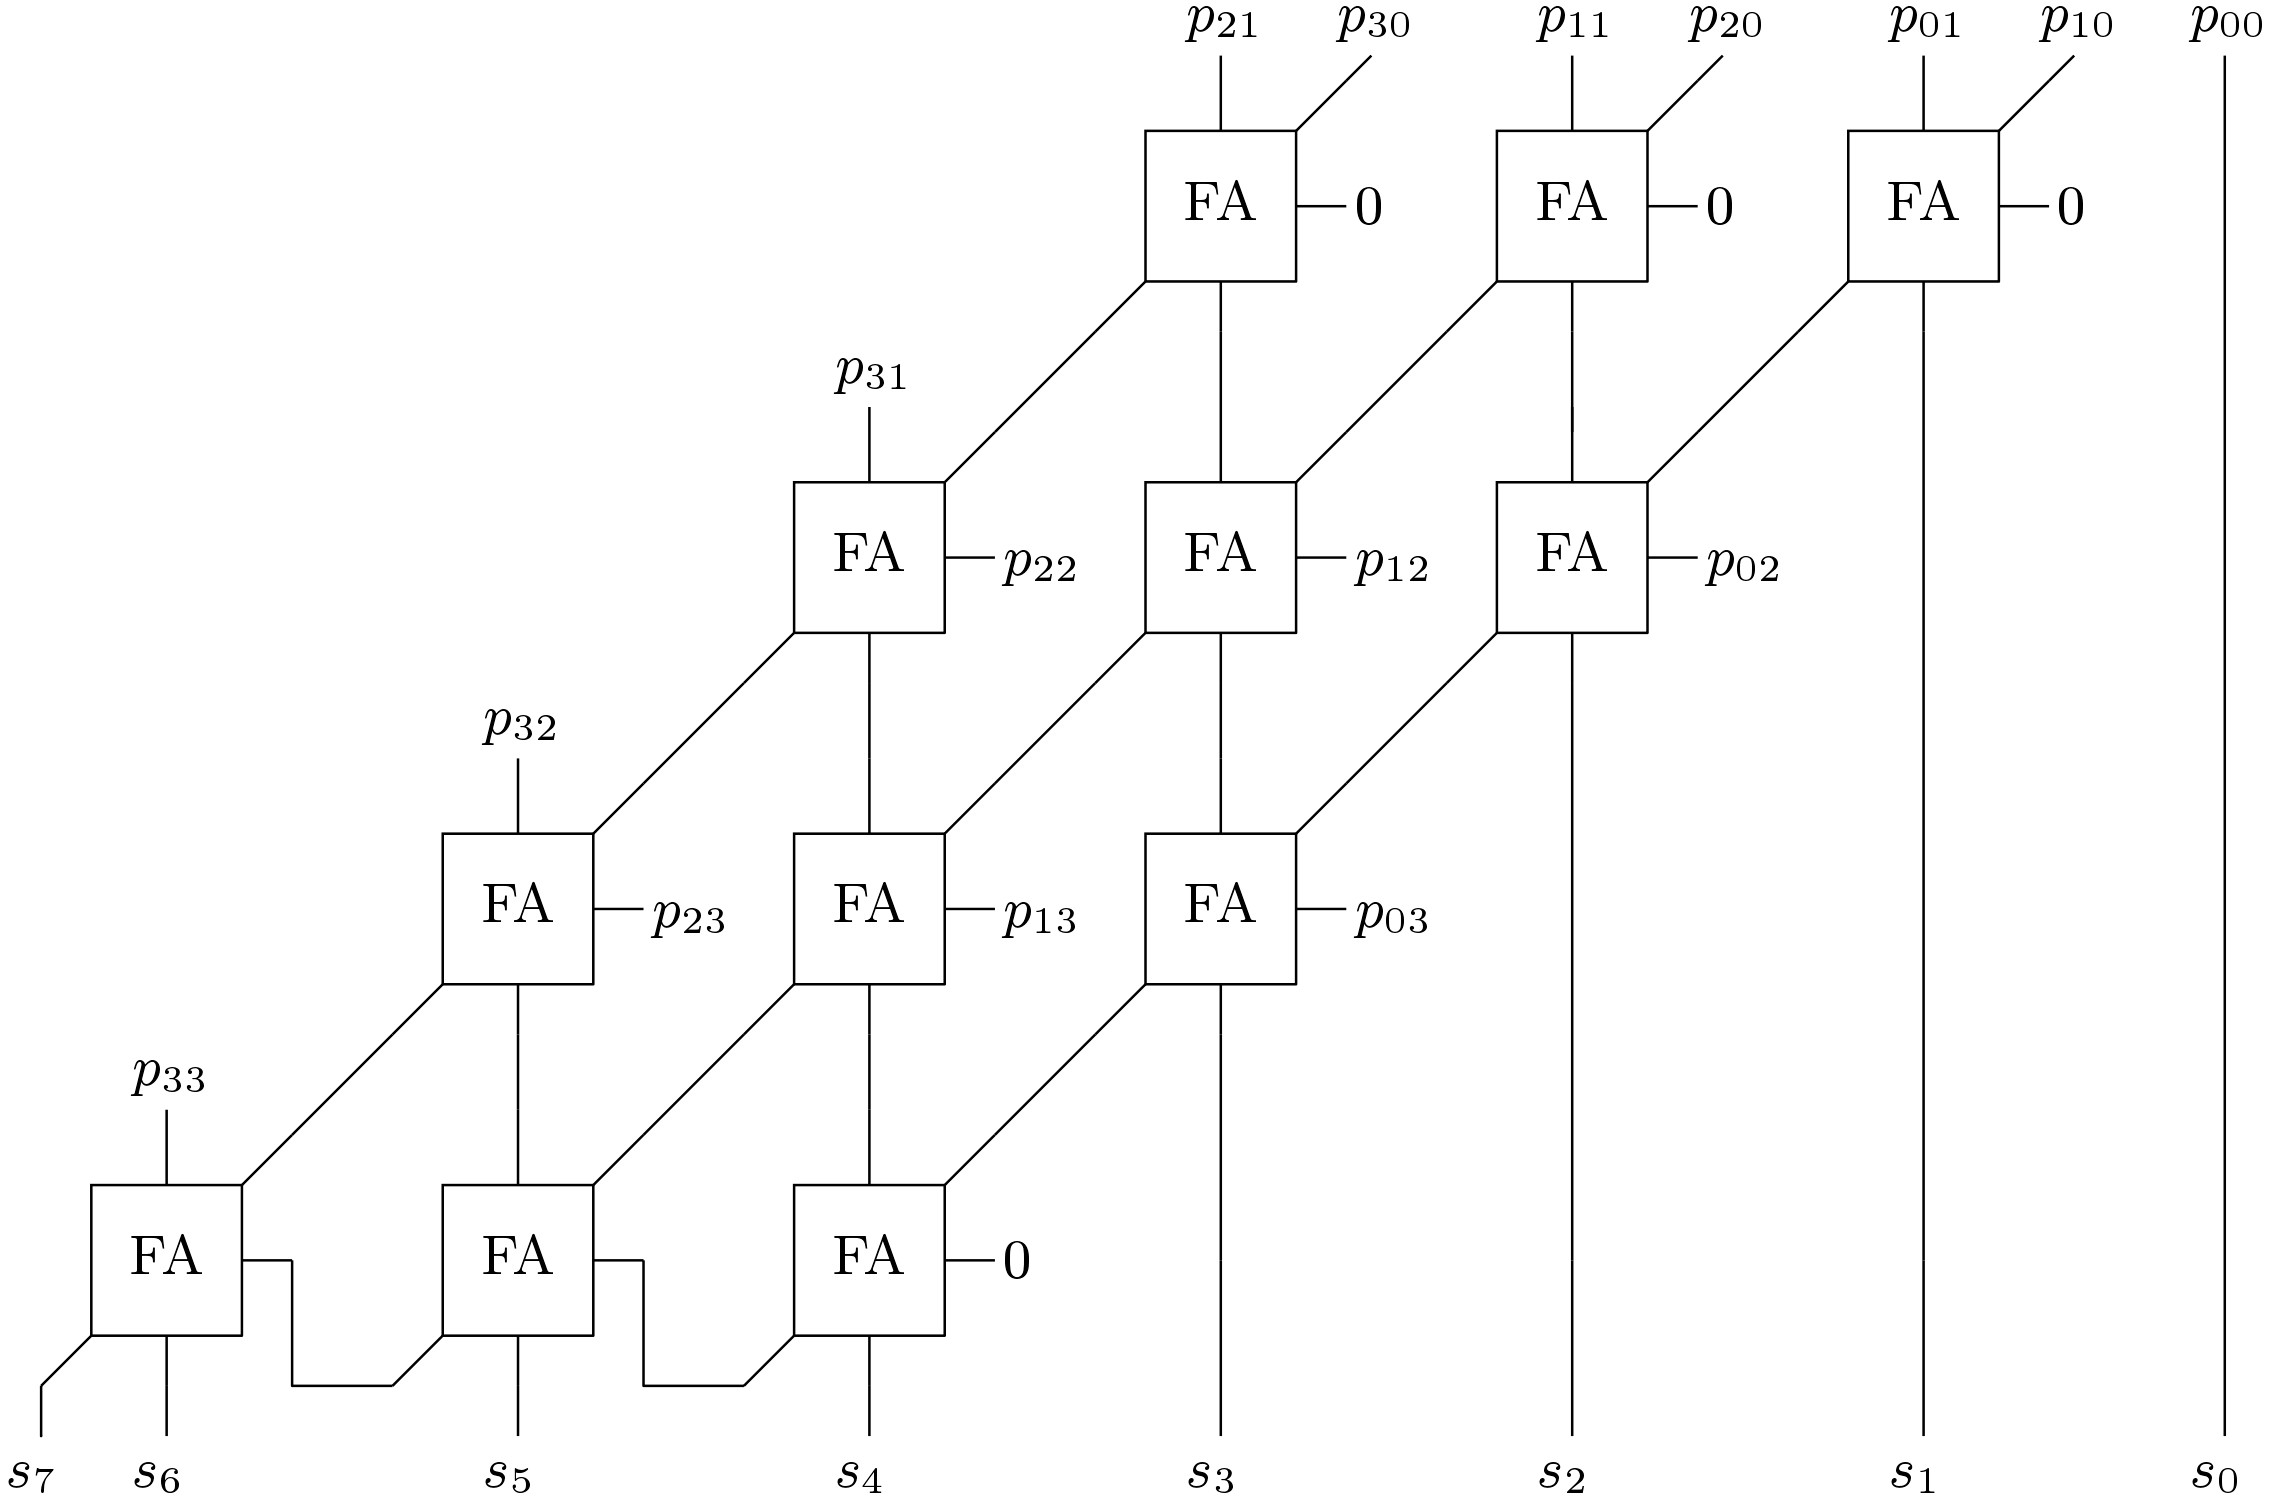 p21 p30 p11 p20 p01 p10 p00
FA 0 FA 0 FA 0
p31
FA p22 FA p12 FA p02
p32
FA p23 FA p13 FA p03
p33
FA FA FA 0
s7 s6 s5 s4 s3 s2 s1 s0